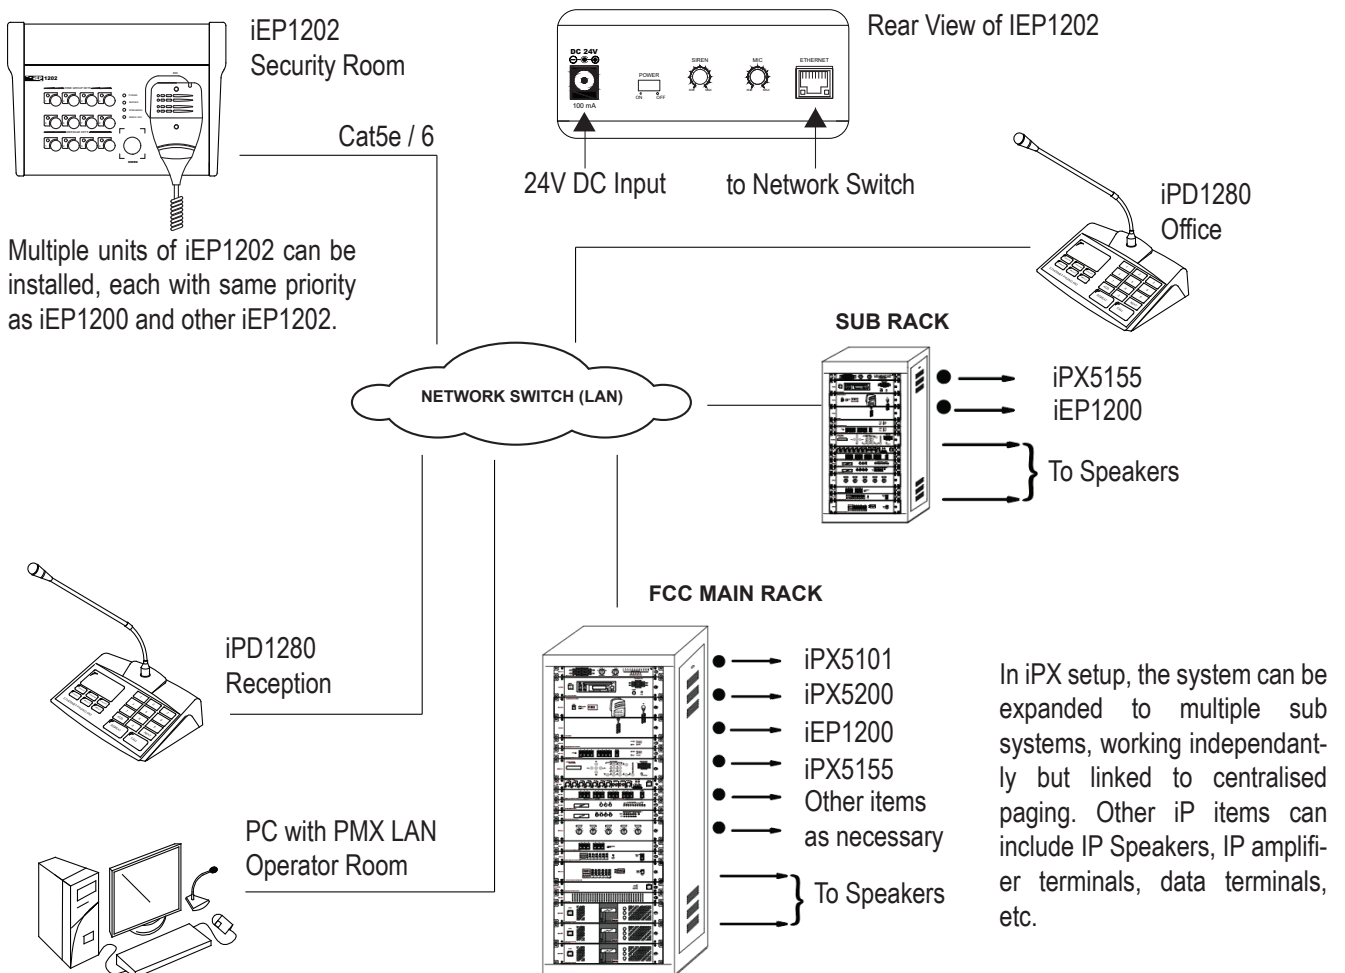 iEP1202
Security Room
Cat5e / 6
Multiple units of iEP1202 can be
installed, each with same priority
as iEP1200 and other iEP1202.
Rear View of IEP1202
DC 24V
100 mA
POWER
ON OFF
SIREN
MIC
ETHERNET
24V DC Input
to Network Switch
iPD1280
Office
NETWORK SWITCH (LAN)
SUB RACK
iPX5155
iEP1200
To Speakers
iPD1280
Reception
PC with PMX LAN
Operator Room
FCC MAIN RACK
iPX5101
iPX5200
iEP1200
iPX5155
Other items
as necessary
To Speakers
In iPX setup, the system can be
expanded to multiple sub
systems, working independant-
ly but linked to centralised
paging. Other iP items can
include IP Speakers, IP amplifi-
er terminals, data terminals,
etc.